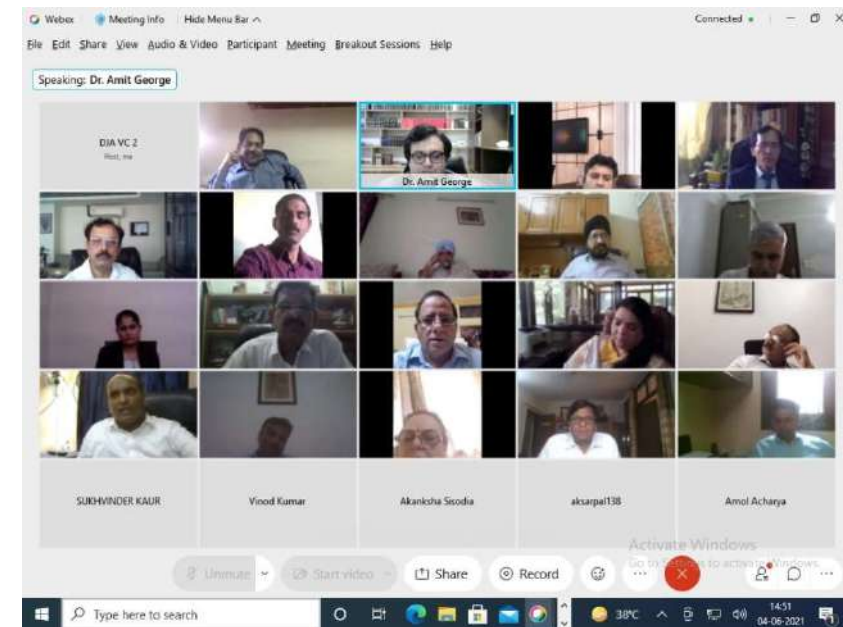 Webex Meeting Info Hide Menu Bar
Connected
File Edit Share View Audio & Video Participant Meeting Breakout Sessions Help
Speaking: Dr. Amit George
DJA VC 2
Host, me
Dr. Amit George
SUKHVINDER KAUR Vinod Kumar Akanksha Sisodia aksarpal138 Amol Acharya
Activate Windows
Go to Settings to activate Windows.
Unmute Start video Share Record
Type here to search 38°C 14:51
04-06-2021